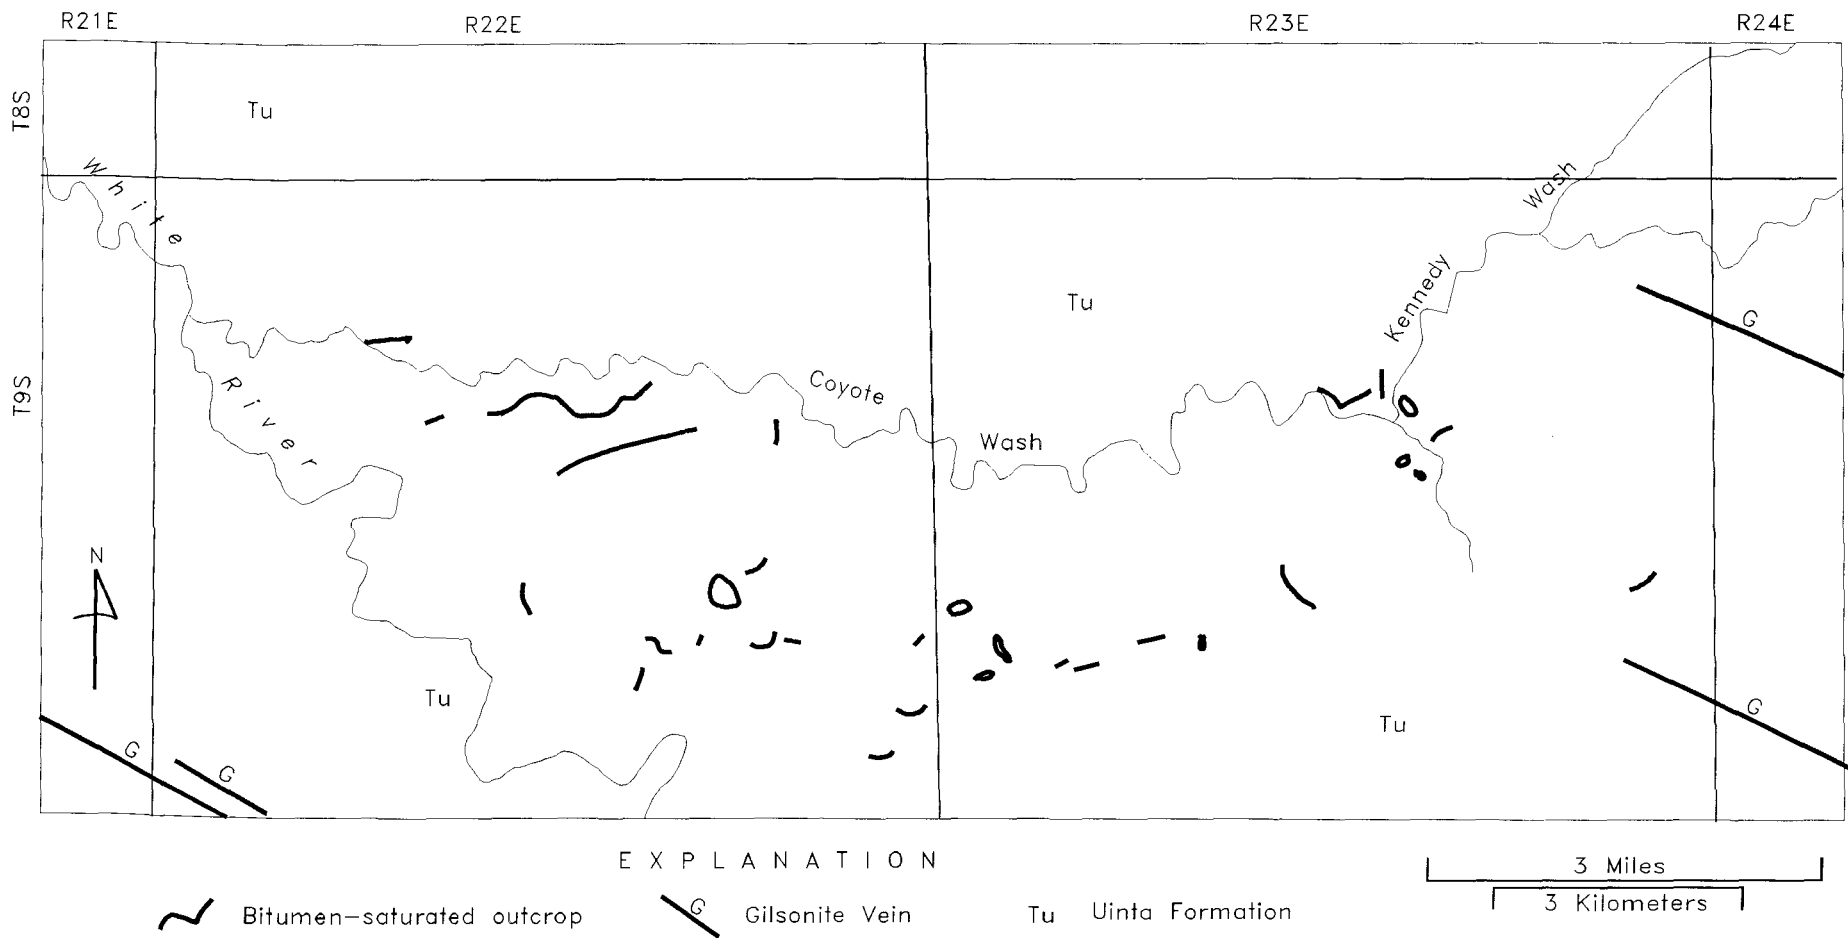 R21E R22E R23E R24E
T8S
Tu
White
Wash
Kennedy
Tu
G
T9S
River
Coyote
Wash
N
Tu
G
G
G
Tu
EXPLANATION
3 Miles
3 Kilometers
Bitumen-saturated outcrop
G Gilsonite Vein
Tu Uinta Formation